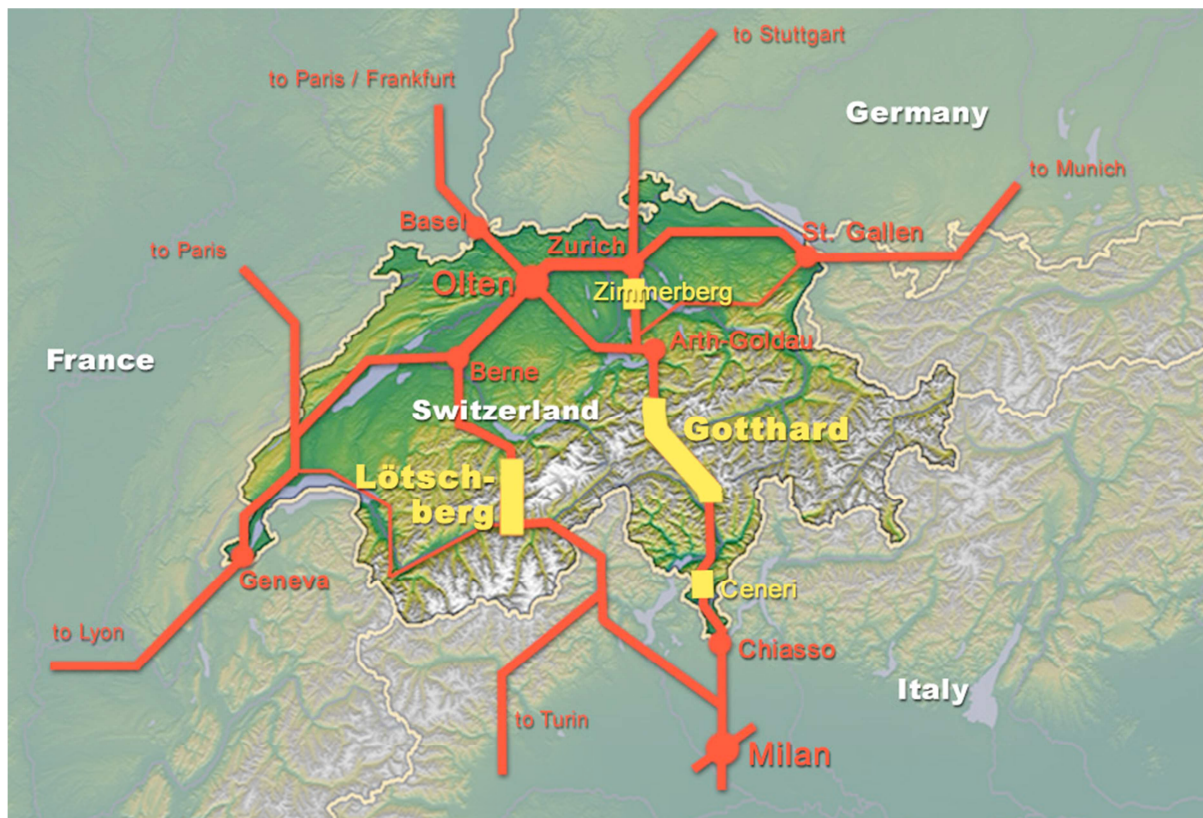 to Stuttgart
to Paris / Frankfurt
Germany
to Munich
Basel
St. Gallen
Zurich
to Paris
Olten
Zimmerberg
Arth-Goldau
France
Berne
Switzerland
Gotthard
Lötsch-
berg
Geneva
Ceneri
to Lyon
Chiasso
Italy
to Turin
Milan